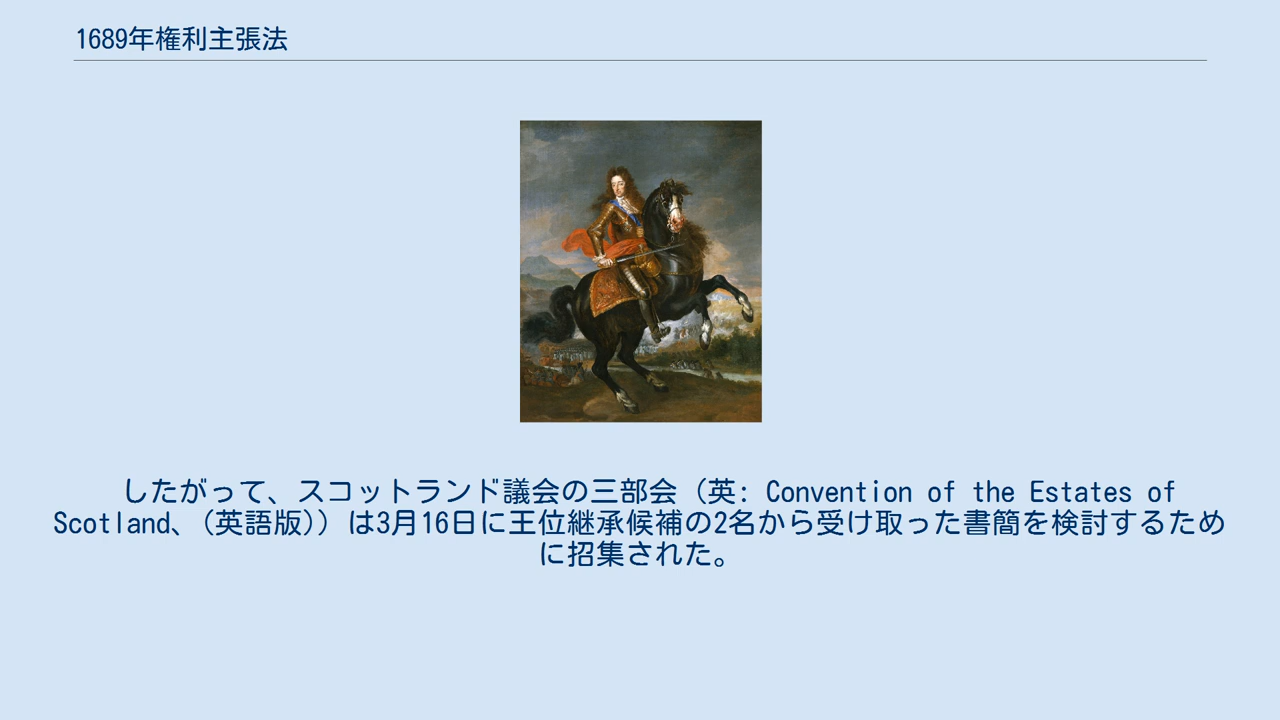 1689年権利主張法
したがって、スコットランド議会の三部会（英: Convention of the Estates of
Scotland、（英語版））は3月16日に王位継承候補の2名から受け取った書簡を検討するため
に招集された。